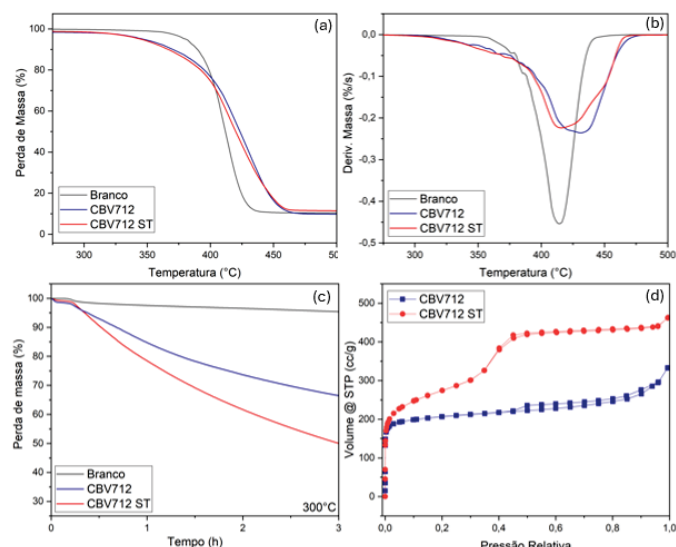 (a)
100
80
60
40
20
0
Perda de Massa (%)
Branco
CBV712
CBV712 ST
300
350
400
450
500
Temperatura (°C)
(b)
0,0
-0,1
-0,2
-0,3
-0,4
-0,5
Deriv. Massa (%/s)
Branco
CBV712
CBV712 ST
300
350
400
450
500
Temperatura (°C)
(c)
100
90
80
70
60
50
40
30
Perda de massa (%)
Branco
CBV712
CBV712 ST
300°C
0
1
2
3
Tempo (h)
(d)
CBV712
CBV712 ST
500
400
300
200
100
0
Volume @ STP (cc/g)
0,0
0,2
0,4
0,6
0,8
1,0
Pressão Relativa